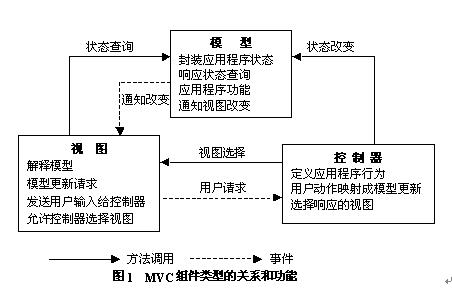 模 型
封装应用程序状态
响应状态查询
应用程序功能
通知视图改变
状态查询
状态改变
通知改变
视 图
解释模型
模型更新请求
发送用户输入给控制器
允许控制器选择视图
视图选择
用户请求
控 制 器
定义应用程序行为
用户动作映射成模型更新
选择响应的视图
方法调用
事件
图1 MVC组件类型的关系和功能